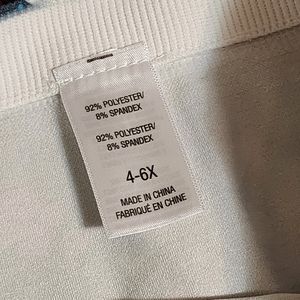 92% POLYESTER/
8% SPANDEX
92% POLYESTER/
8% SPANDEX
4-6X
MADE IN CHINA
FABRIQUÉ EN CHINE